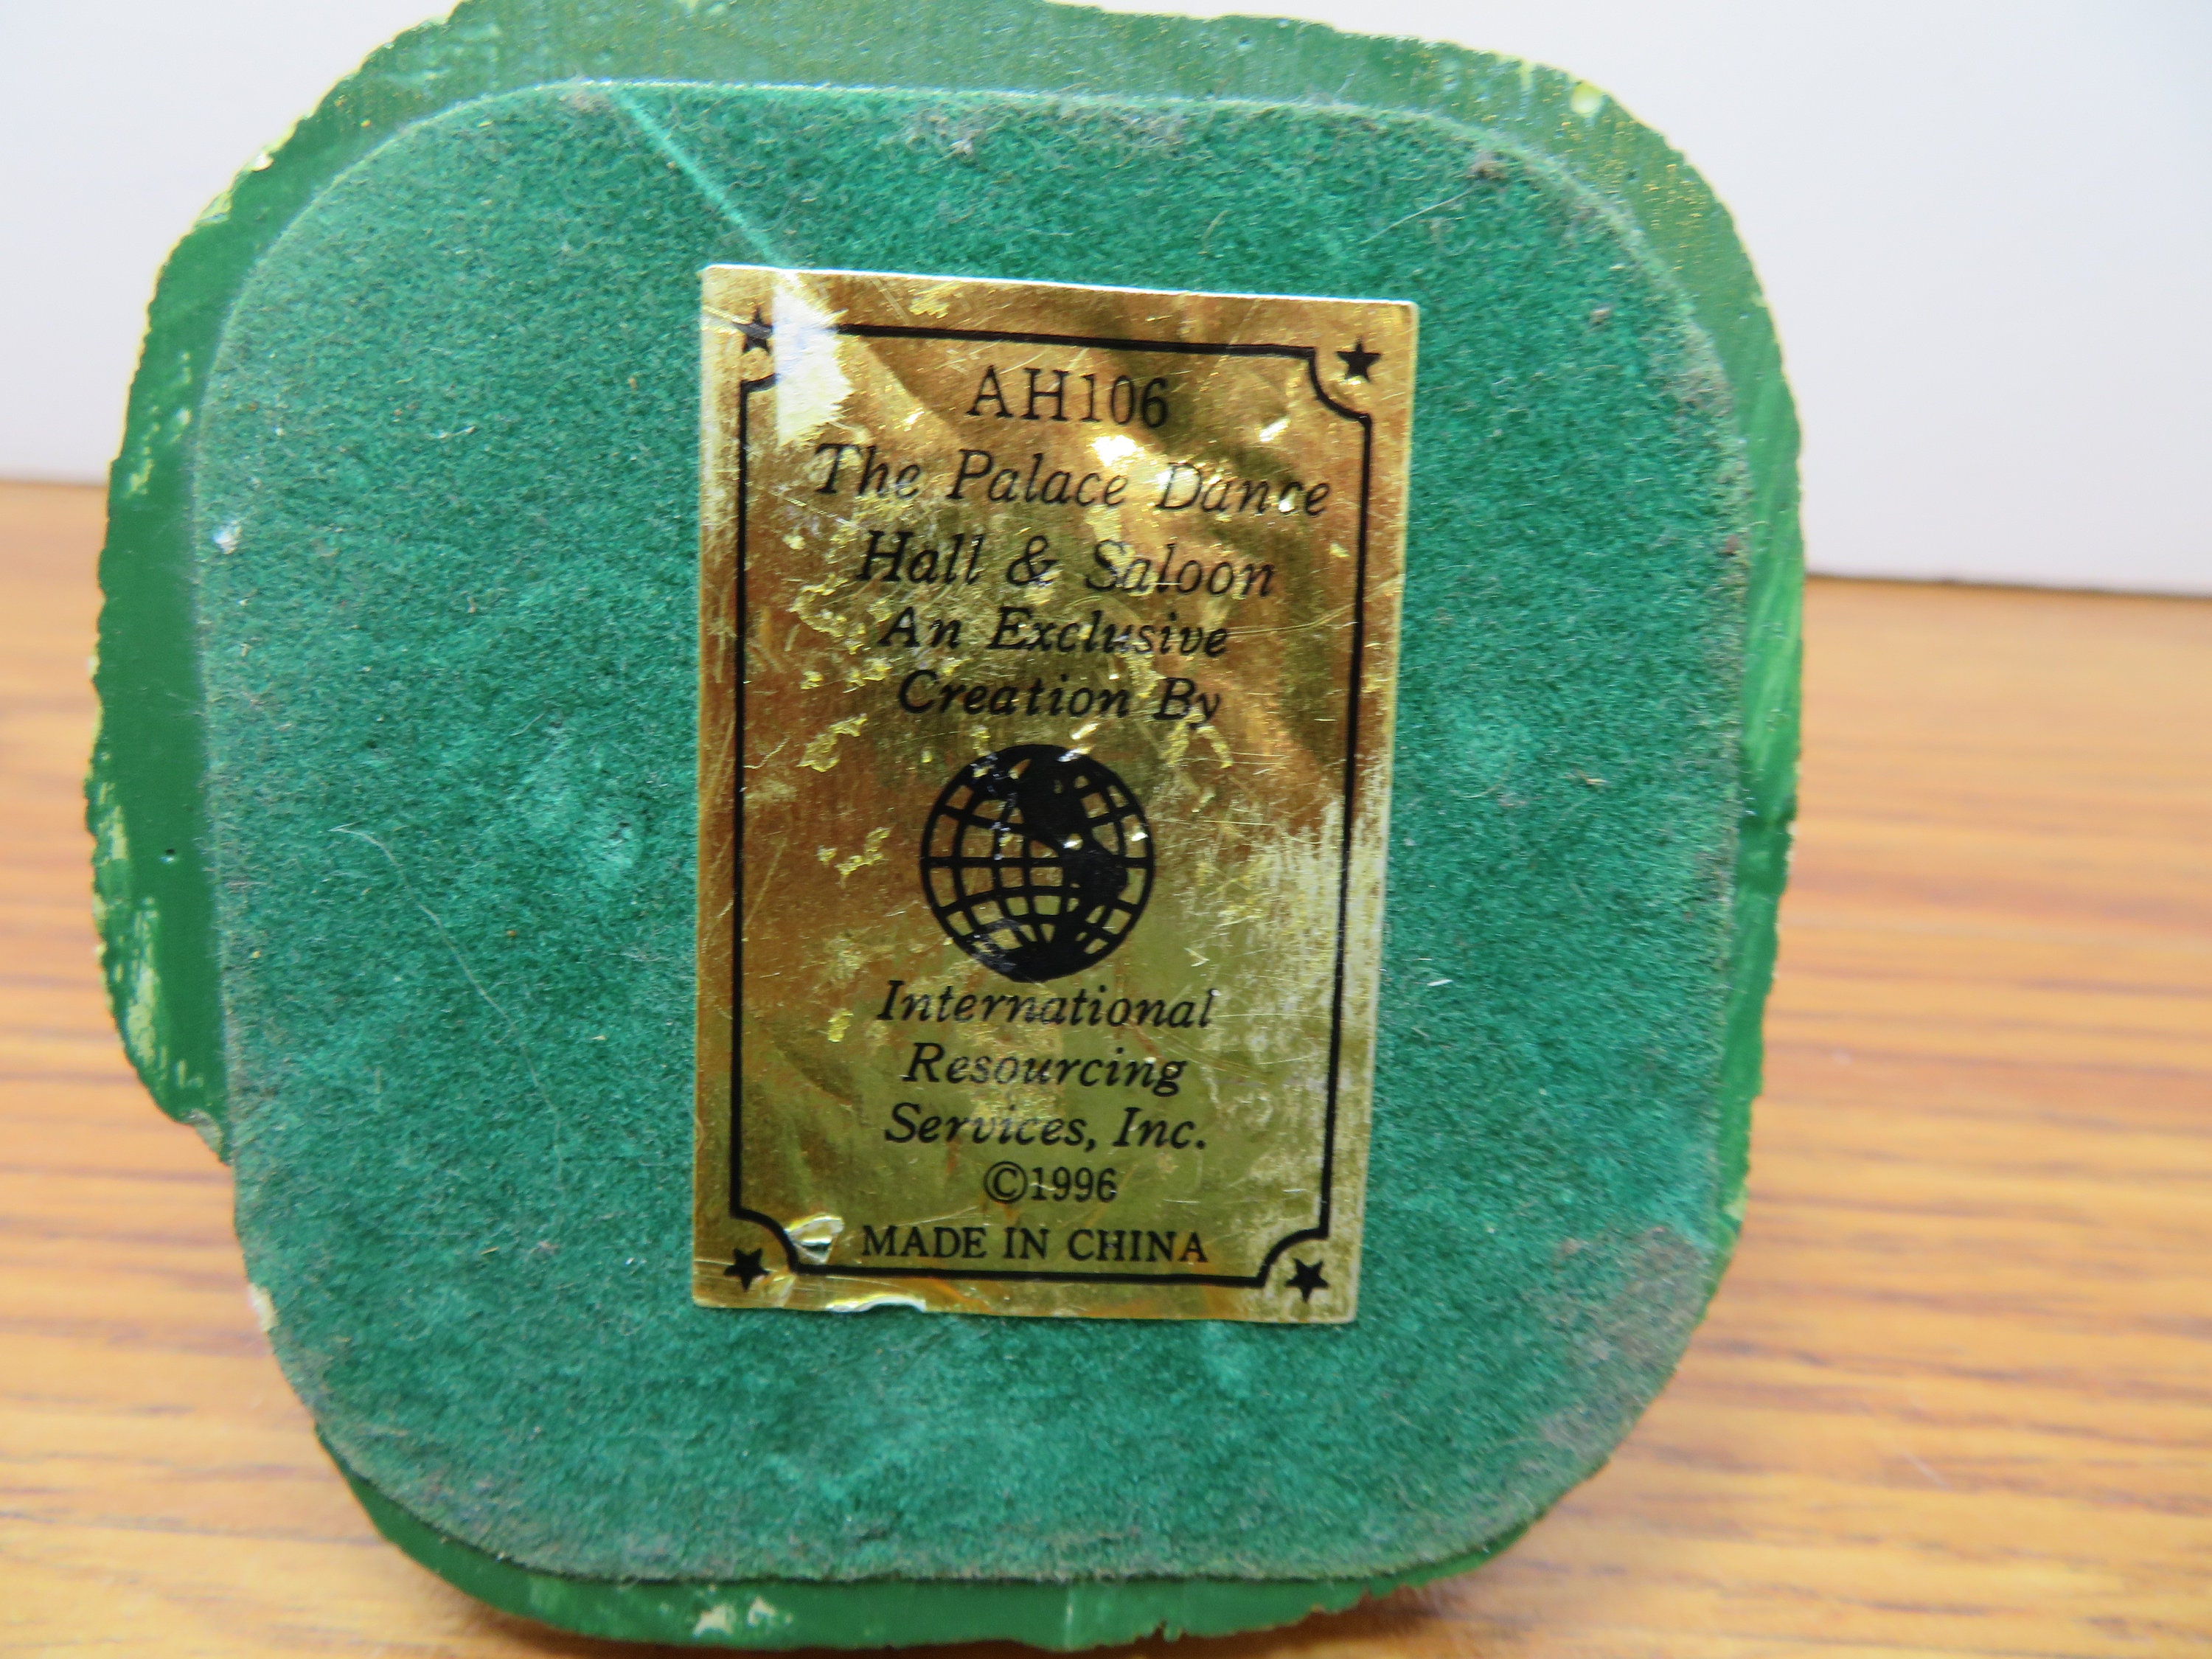 AH106
The Palace Dance
Hall & Saloon
An Exclusive
Creation By
International
Resourcing
Services, Inc.
©1996
MADE IN CHINA